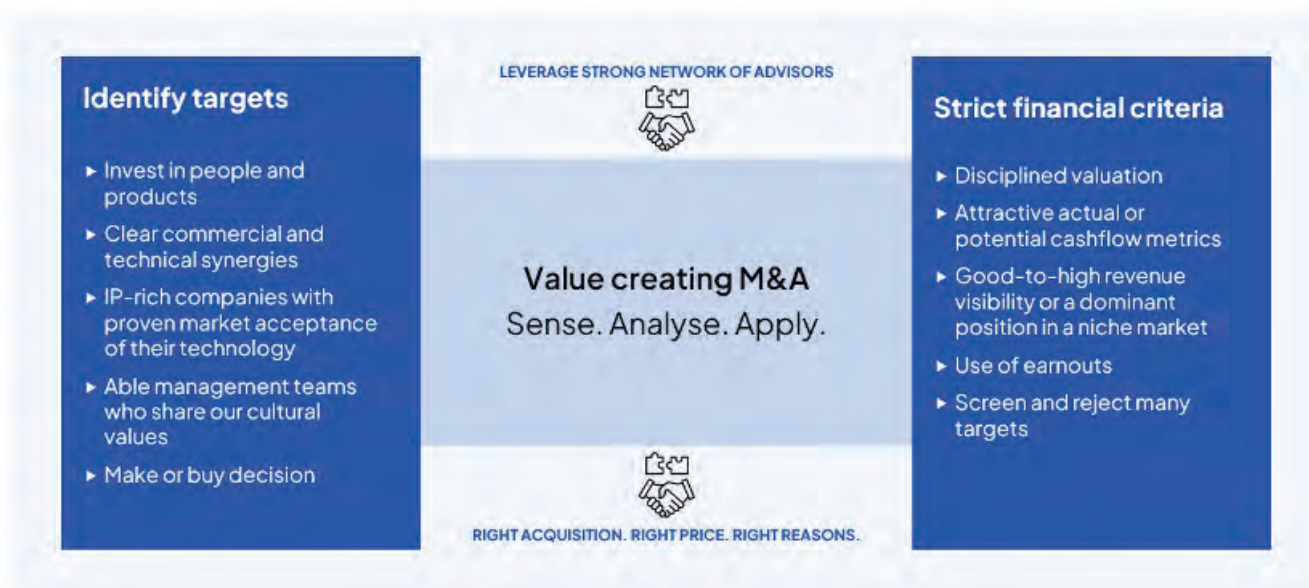 Identify targets
▸ Invest in people and
products
▸ Clear commercial and
technical synergies
▸ IP-rich companies with
proven market acceptance
of their technology
▸ Able management teams
who share our cultural
values
▸ Make or buy decision
LEVERAGE STRONG NETWORK OF ADVISORS
Value creating M&A
Sense. Analyse. Apply.
RIGHT ACQUISITION. RIGHT PRICE. RIGHT REASONS.
Strict financial criteria
▸ Disciplined valuation
▸ Attractive actual or
potential cashflow metrics
▸ Good-to-high revenue
visibility or a dominant
position in a niche market
▸ Use of earnouts
▸ Screen and reject many
targets